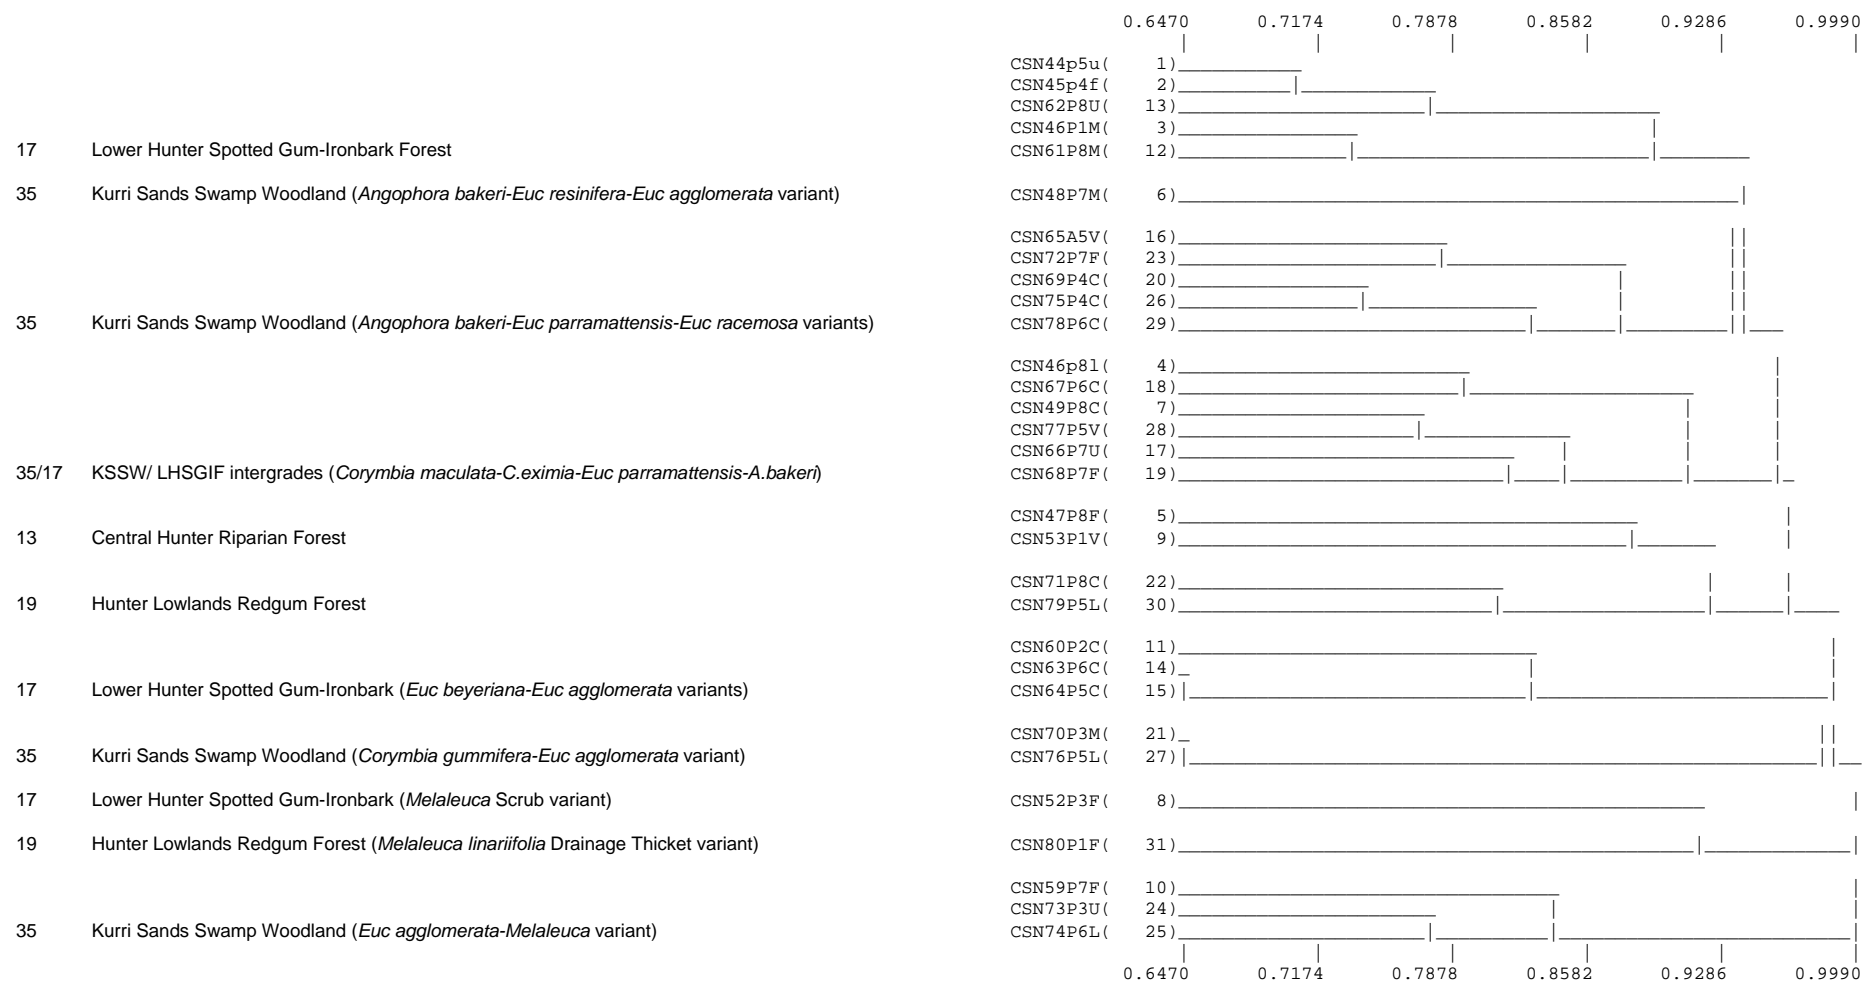 0.6470 0.7174 0.7878 0.8582 0.9286 0.9990
CSN44p5u( 1)
CSN45p4f( 2)
CSN62P8U( 13)
CSN46P1M( 3)
17 Lower Hunter Spotted Gum-Ironbark Forest CSN61P8M( 12)
35 Kurri Sands Swamp Woodland (Angophora bakeri-Euc resinifera-Euc agglomerata variant) CSN48P7M( 6)
CSN65A5V( 16)
CSN72P7F( 23)
CSN69P4C( 20)
CSN75P4C( 26)
35 Kurri Sands Swamp Woodland (Angophora bakeri-Euc parramattensis-Euc racemosa variants) CSN78P6C( 29)
CSN46p8l( 4)
CSN67P6C( 18)
CSN49P8C( 7)
CSN77P5V( 28)
CSN66P7U( 17)
35/17 KSSW/ LHSGIF intergrades (Corymbia maculata-C.eximia-Euc parramattensis-A.bakeri) CSN68P7F( 19)
CSN47P8F( 5)
13 Central Hunter Riparian Forest CSN53P1V( 9)
CSN71P8C( 22)
19 Hunter Lowlands Redgum Forest CSN79P5L( 30)
CSN60P2C( 11)
CSN63P6C( 14)
17 Lower Hunter Spotted Gum-Ironbark (Euc beyeriana-Euc agglomerata variants) CSN64P5C( 15)
CSN70P3M( 21)
35 Kurri Sands Swamp Woodland (Corymbia gummifera-Euc agglomerata variant) CSN76P5L( 27)
17 Lower Hunter Spotted Gum-Ironbark (Melaleuca Scrub variant) CSN52P3F( 8)
19 Hunter Lowlands Redgum Forest (Melaleuca linariifolia Drainage Thicket variant) CSN80P1F( 31)
CSN59P7F( 10)
CSN73P3U( 24)
35 Kurri Sands Swamp Woodland (Euc agglomerata-Melaleuca variant) CSN74P6L( 25)
0.6470 0.7174 0.7878 0.8582 0.9286 0.9990